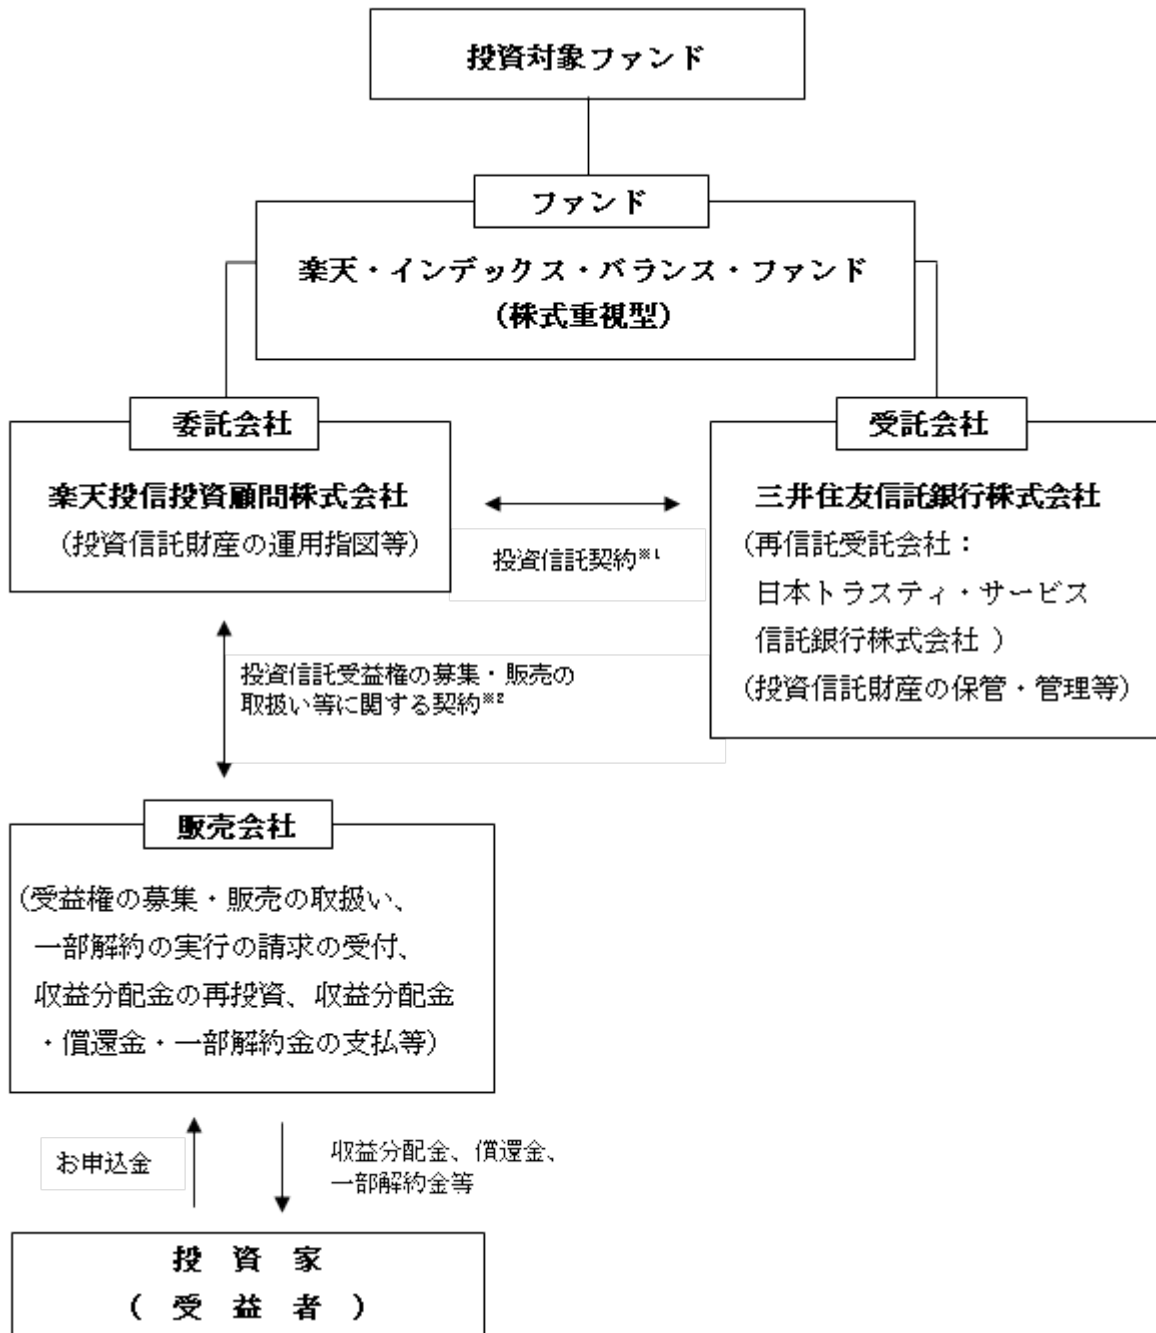 投資対象ファンド
ファンド
楽天・インデックス・バランス・ファンド
（株式重視型）
委託会社
楽天投信投資顧問株式会社
（投資信託財産の運用指図等）
投資信託契約※1
受託会社
三井住友信託銀行株式会社
（再信託受託会社：
日本トラスティ・サービス
信託銀行株式会社 ）
（投資信託財産の保管・管理等）
投資信託受益権の募集・販売の
取扱い等に関する契約※2
販売会社
（受益権の募集・販売の取扱い、
一部解約の実行の請求の受付、
収益分配金の再投資、収益分配金
・償還金・一部解約金の支払等）
お申込金
収益分配金、償還金、
一部解約金等
投 資 家
（ 受 益 者 ）